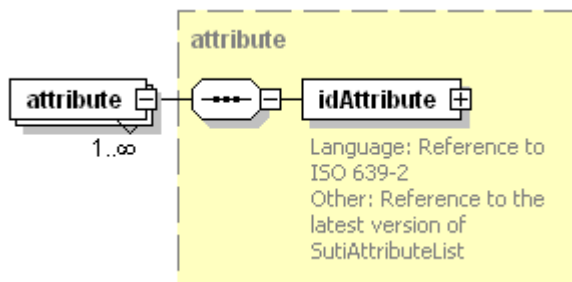 attribute
attribute
idAttribute
1..∞
Language: Reference to
ISO 639-2
Other: Reference to the
latest version of
SutiAttributeList